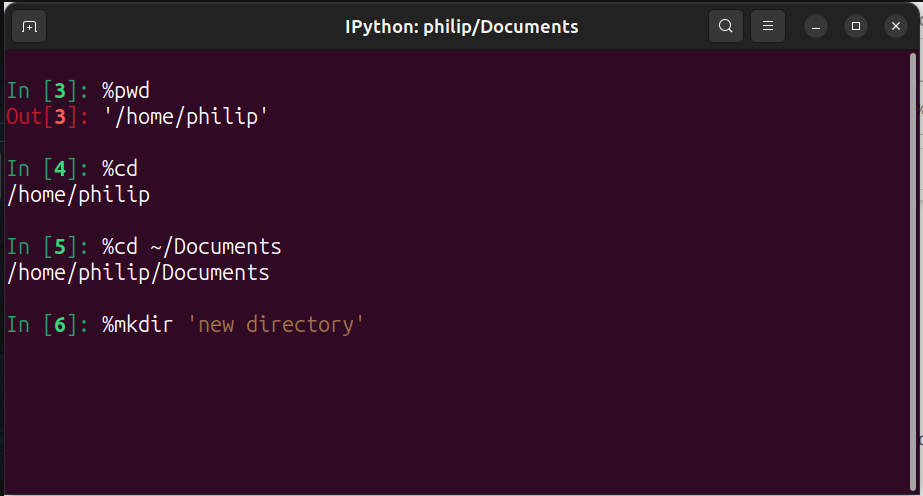 IPython: philip/Documents
In [3]: %pwd
Out[3]: '/home/philip'
In [4]: %cd
/home/philip
In [5]: %cd ~/Documents
/home/philip/Documents
In [6]: %mkdir 'new directory'